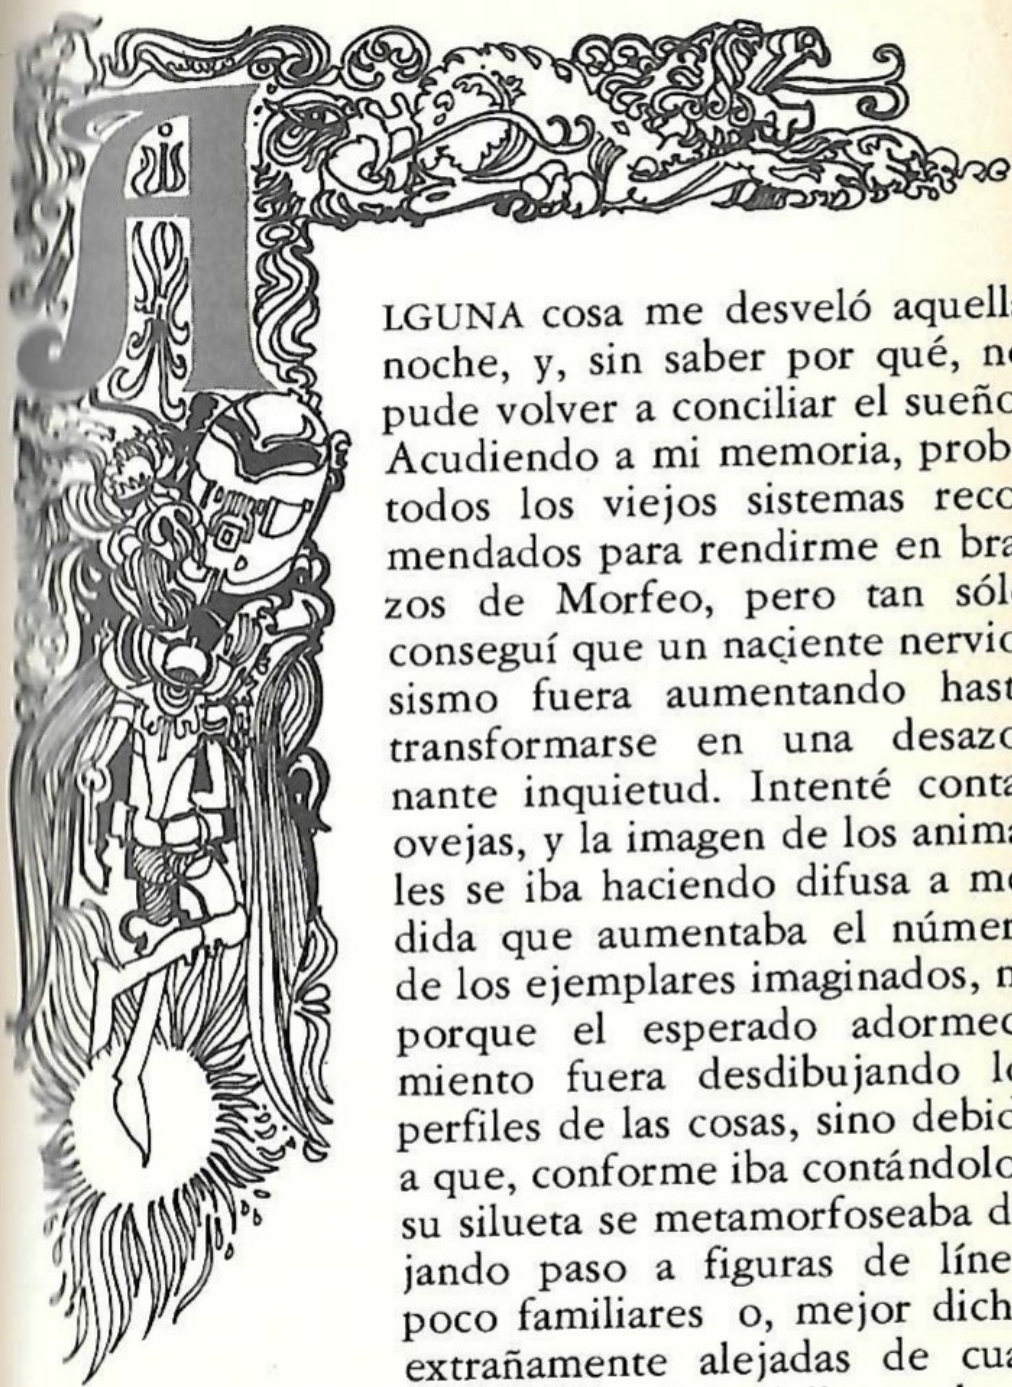 A
LGUNA cosa me desveló aquella
noche, y, sin saber por qué, no
pude volver a conciliar el sueño
Acudiendo a mi memoria, prob
todos los viejos sistemas reco
mendados para rendirme en bra
zos de Morfeo, pero tan sól
conseguí que un naciente nervio
sismo fuera aumentando hast
transformarse en una desazo
nante inquietud. Intenté conta
ovejas, y la imagen de los anima
les se iba haciendo difusa a me
dida que aumentaba el númer
de los ejemplares imaginados, n
porque el esperado adormec
miento fuera desdibujando lo
perfiles de las cosas, sino debid
a que, conforme iba contándolo
su silueta se metamorfoseaba d
jando paso a figuras de líne
poco familiares o, mejor dich
extrañamente alejadas de cua